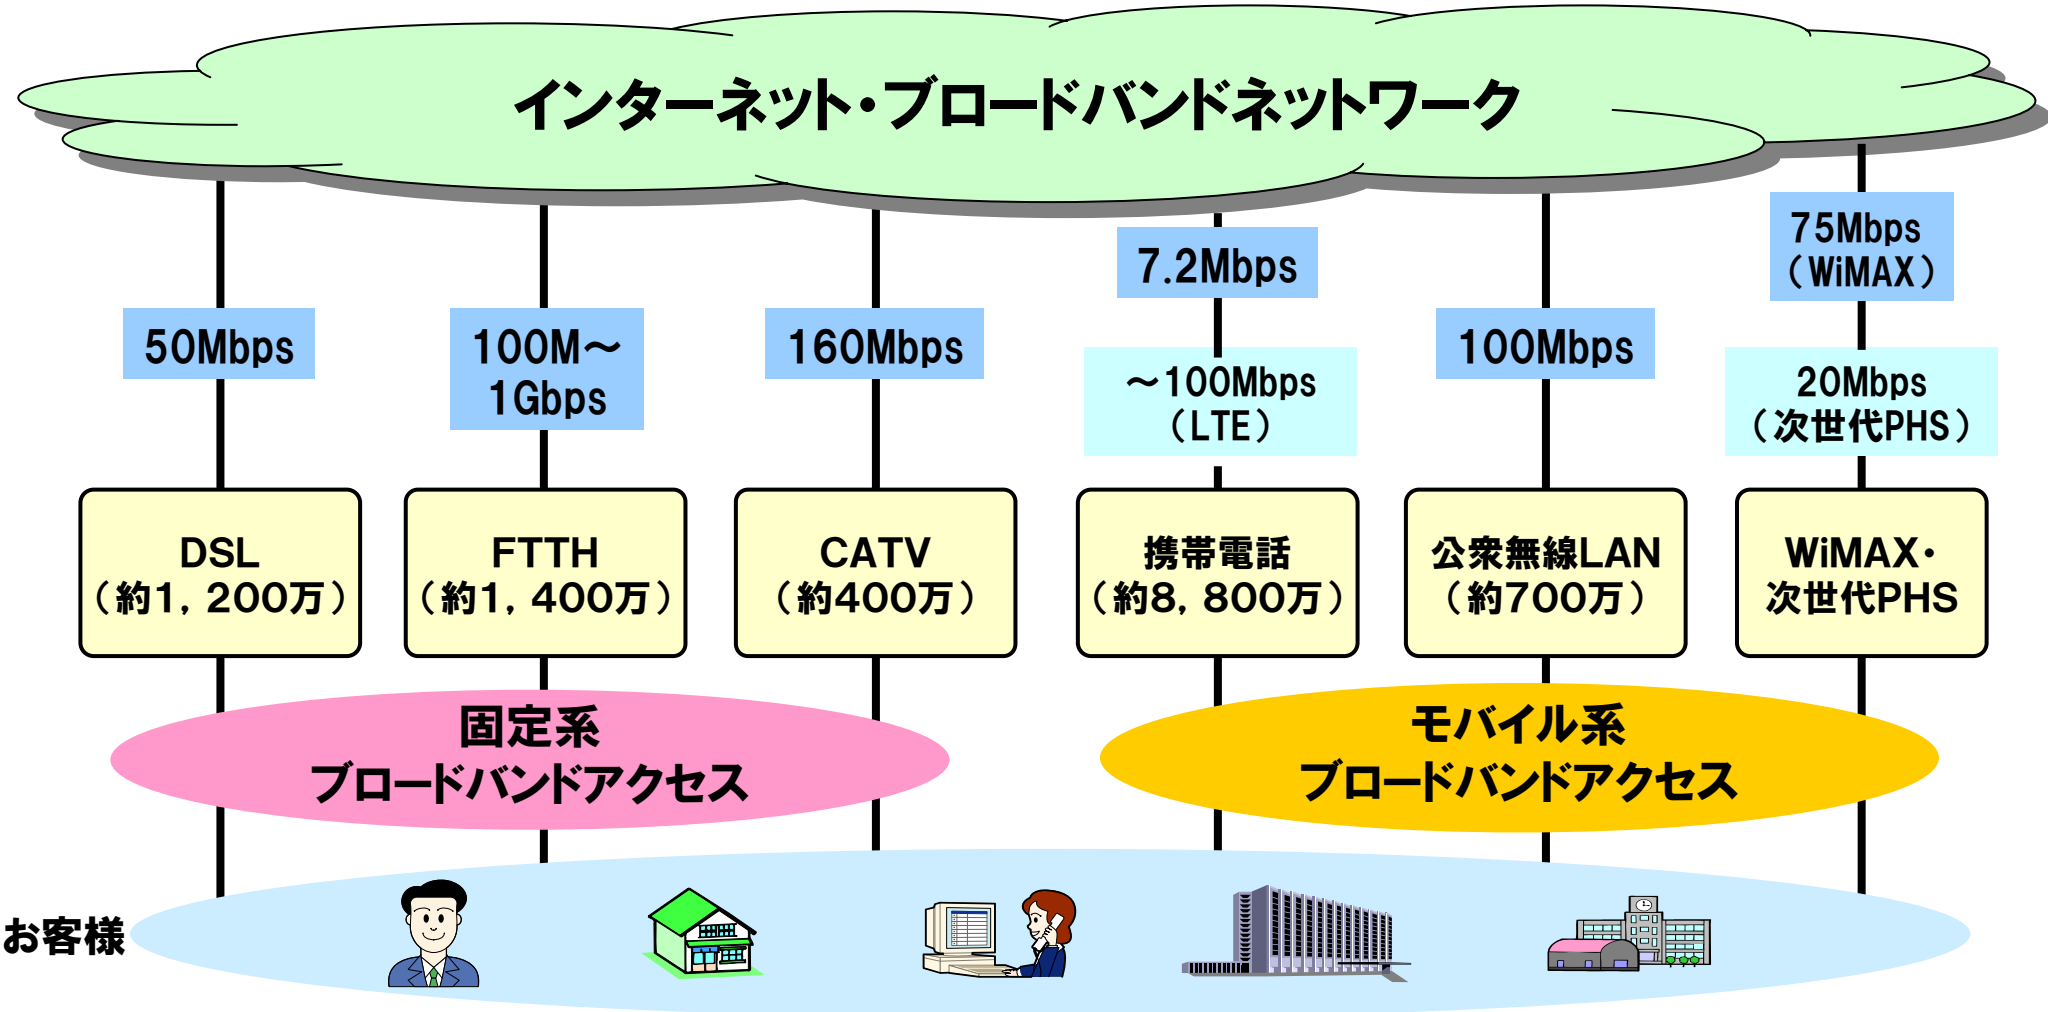 インターネット・ブロードバンドネットワーク
50Mbps
100M～
1Gbps
160Mbps
7.2Mbps
～100Mbps
（LTE）
100Mbps
75Mbps
（WiMAX）
20Mbps
（次世代PHS）
DSL
（約1，200万）
FTTH
（約1，400万）
CATV
（約400万）
携帯電話
（約8，800万）
公衆無線LAN
（約700万）
WiMAX・
次世代PHS
固定系
ブロードバンドアクセス
モバイル系
ブロードバンドアクセス
お客様